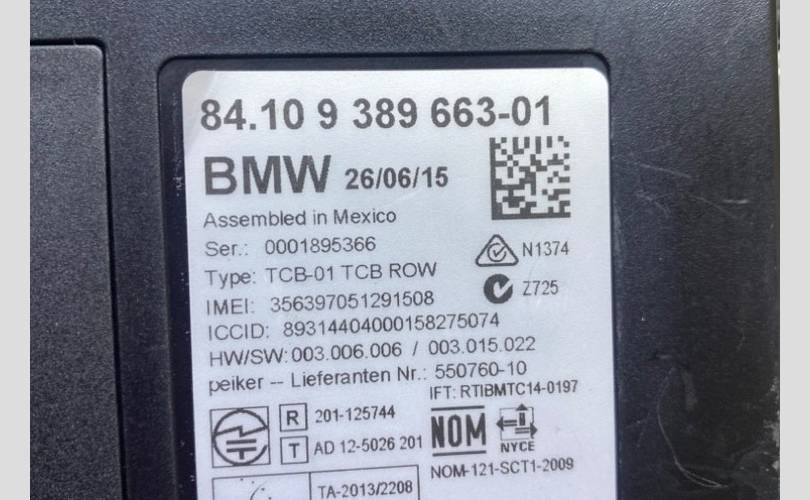 84.10 9 389 663-01
BMW 26/06/15
Assembled in Mexico
Ser.: 0001895366
N1374
Type: TCB-01 TCB ROW
Z725
IMEI: 356397051291508
ICCID: 89314404000158275074
HW/SW: 003.006.006 / 003.015.022
peiker -- Lieferanten Nr.: 550760-10
IFT: RTIBMTC14-0197
R 201-125744
T AD 12-5026 201
NOM
NYCE
NOM-121-SCT1-2009
TA-2013/2208